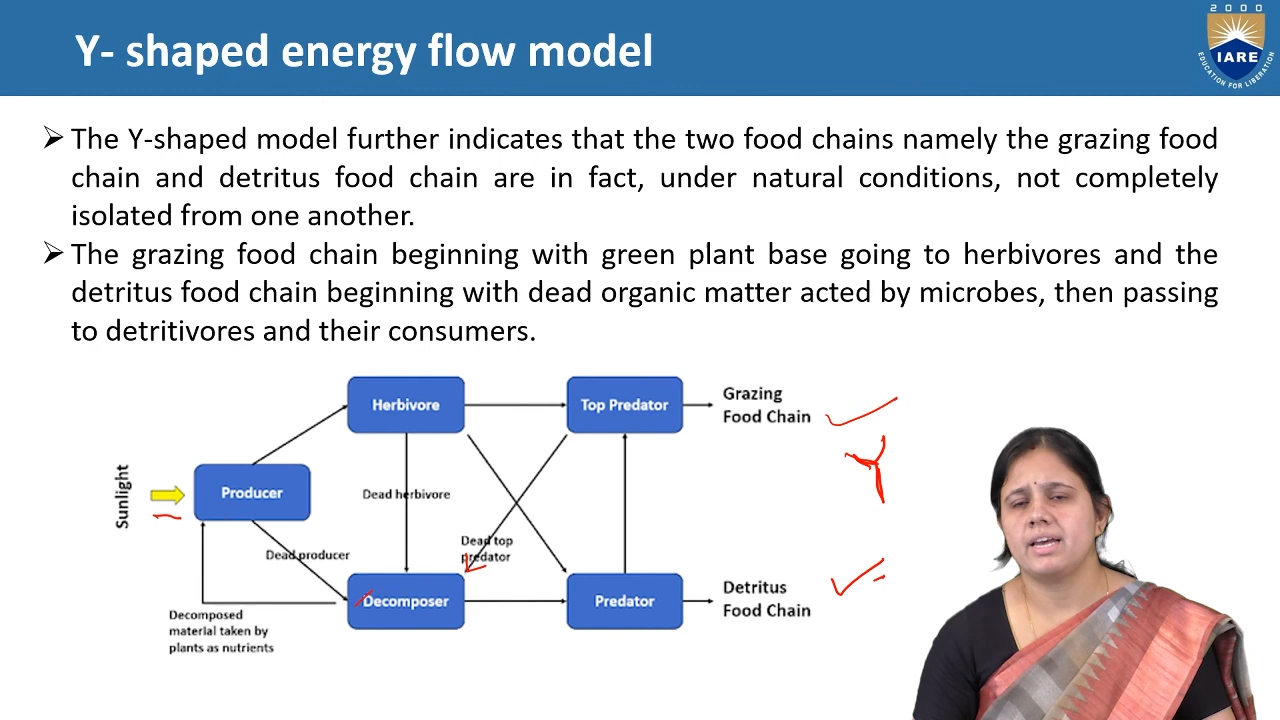 2000
IARE
EDUCATION FOR LIBERATION
Y- shaped energy flow model
➢ The Y-shaped model further indicates that the two food chains namely the grazing food
chain and detritus food chain are in fact, under natural conditions, not completely
isolated from one another.
➢ The grazing food chain beginning with green plant base going to herbivores and the
detritus food chain beginning with dead organic matter acted by microbes, then passing
to detritivores and their consumers.
Herbivore
Top Predator
Grazing
Food Chain
Y
Sunlight
Producer
Dead herbivore
Dead producer
Dead top
predator
Decomposer
Predator
Detritus
Food Chain
Decomposed
material taken by
plants as nutrients